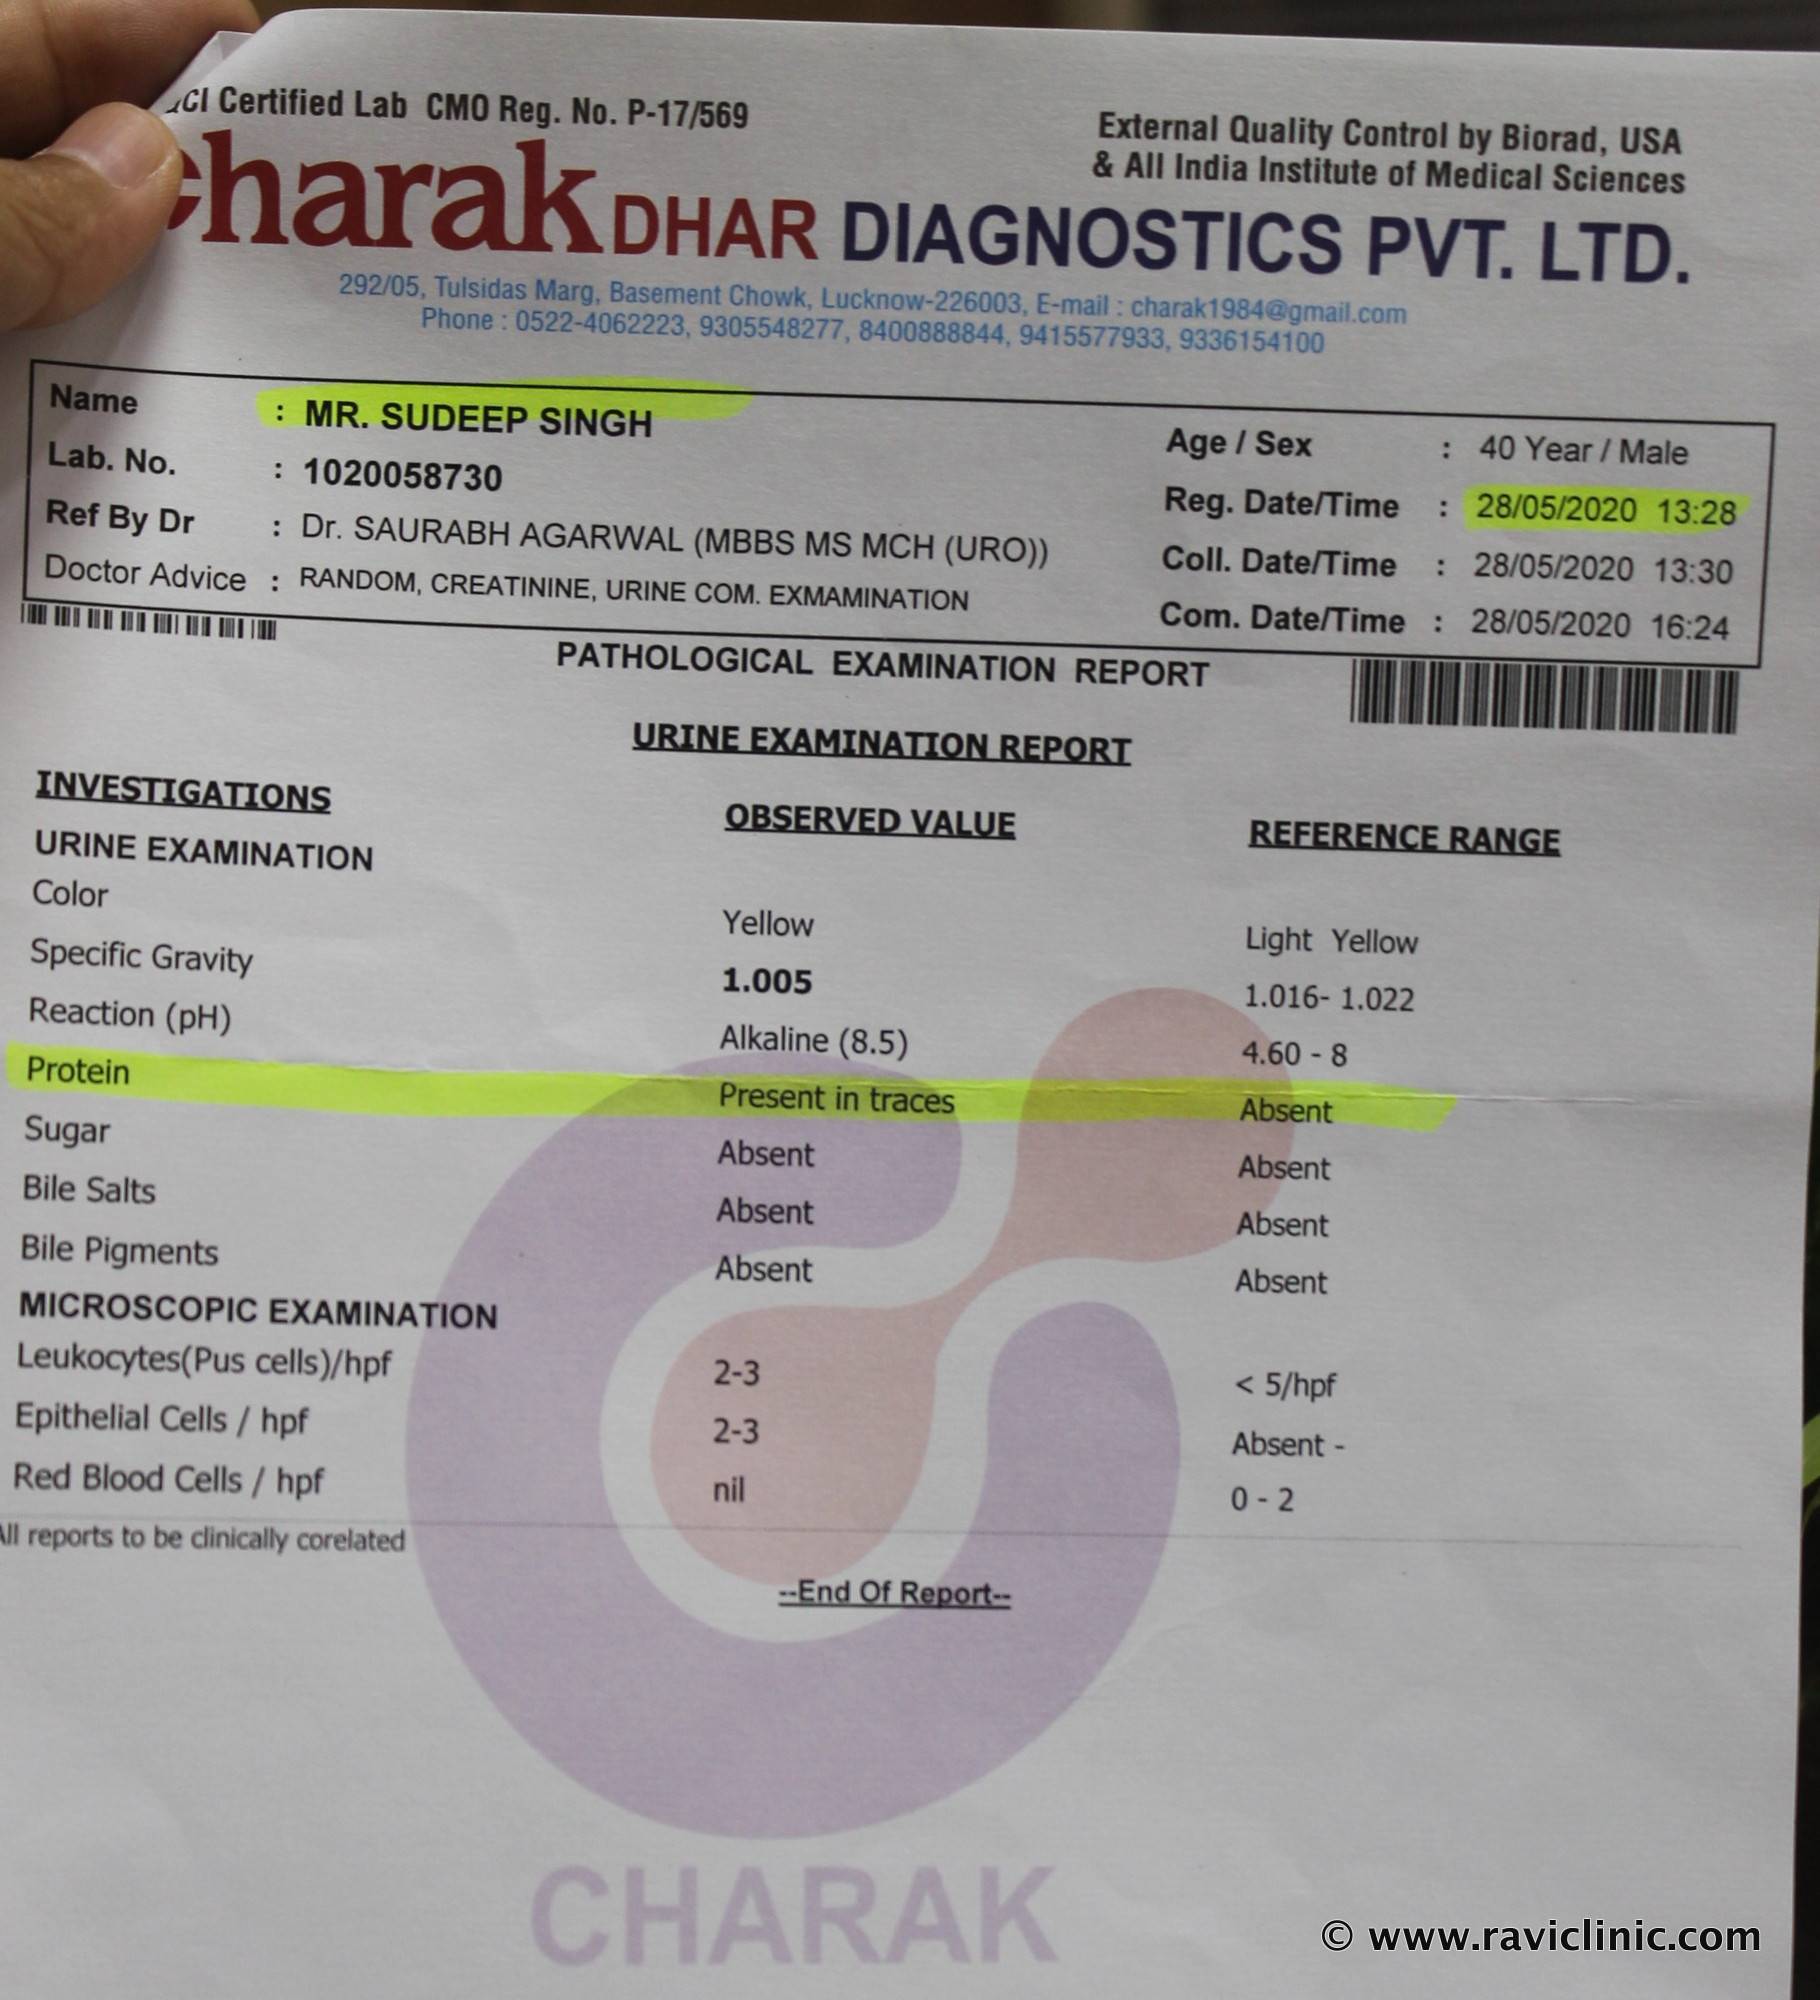 CI Certified Lab CMO Reg. No. P-17/569
External Quality Control by Biorad, USA
& All India Institute of Medical Sciences
charak DHAR DIAGNOSTICS PVT. LTD.
292/05, Tulsidas Marg, Basement Chowk, Lucknow-226003, E-mail : charak1984@gmail.com
Phone : 0522-4062223, 9305548277, 8400888844, 9415577933, 9336154100
Name : MR. SUDEEP SINGH Age / Sex : 40 Year / Male
Lab. No. : 1020058730 Reg. Date/Time : 28/05/2020 13:28
Ref By Dr : Dr. SAURABH AGARWAL (MBBS MS MCH (URO)) Coll. Date/Time : 28/05/2020 13:30
Doctor Advice : RANDOM, CREATININE, URINE COM. EXMAMINATION Com. Date/Time : 28/05/2020 16:24
PATHOLOGICAL EXAMINATION REPORT
URINE EXAMINATION REPORT
INVESTIGATIONS OBSERVED VALUE REFERENCE RANGE
URINE EXAMINATION
Color Yellow Light Yellow
Specific Gravity 1.005 1.016- 1.022
Reaction (pH) Alkaline (8.5) 4.60 - 8
Protein Present in traces Absent
Sugar Absent Absent
Bile Salts Absent Absent
Bile Pigments Absent Absent
MICROSCOPIC EXAMINATION
Leukocytes(Pus cells)/hpf 2-3 < 5/hpf
Epithelial Cells / hpf 2-3 Absent -
Red Blood Cells / hpf nil 0 - 2
All reports to be clinically corelated
--End Of Report--
CHARAK
© www.raviclinic.com